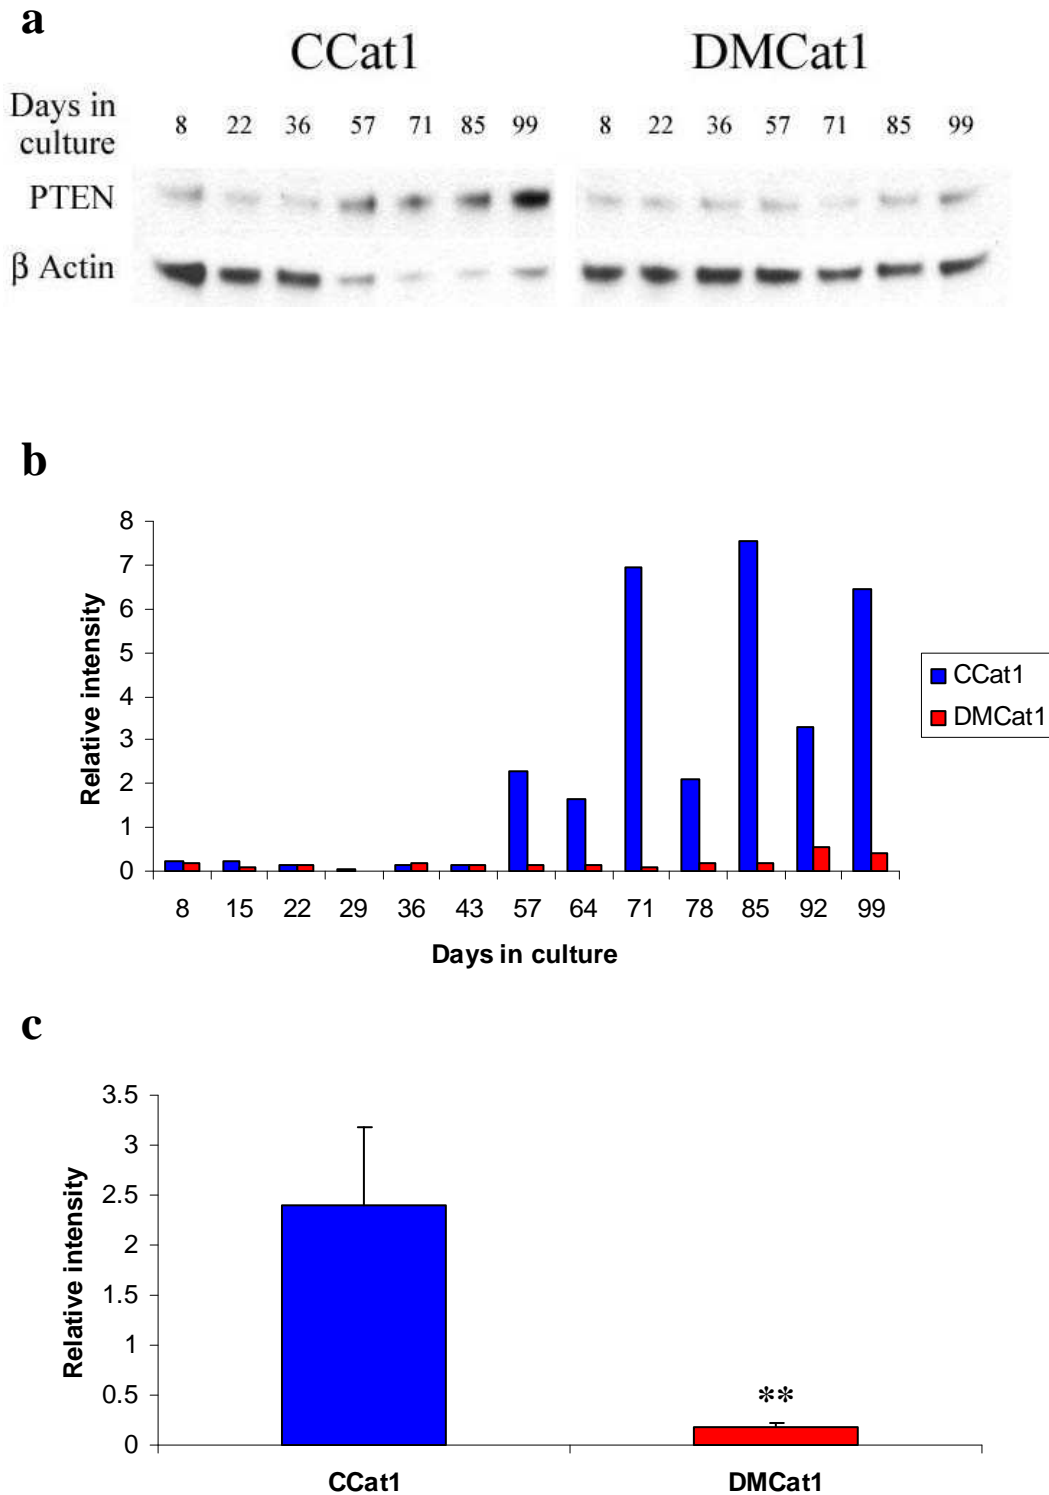 a
CCat1 DMCat1
Days in culture
8 22 36 57 71 85 99 8 22 36 57 71 85 99
PTEN
β Actin
b
8
7
6
5
4
3
2
1
0
Relative intensity
8 15 22 29 36 43 57 64 71 78 85 92 99
Days in culture
CCat1
DMCat1
c
3.5
3
2.5
2
1.5
1
0.5
0
Relative intensity
**
CCat1 DMCat1